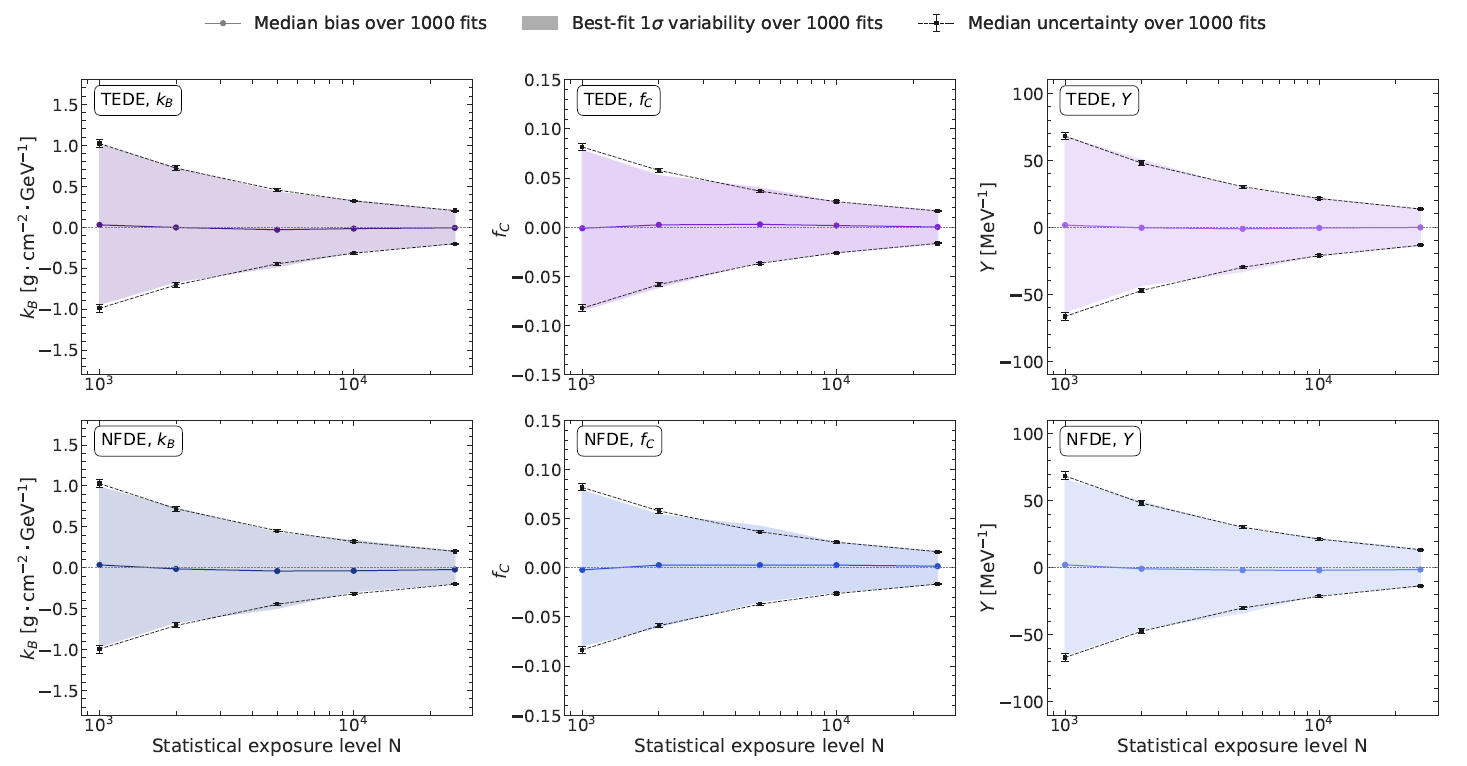 Median bias over 1000 fits Best-fit 1σ variability over 1000 fits Median uncertainty over 1000 fits
TEDE, k_B
1.5
1.0
0.5
0.0
−0.5
−1.0
−1.5
k_B [g · cm⁻² · GeV⁻¹]
10³ 10⁴
TEDE, f_C
0.15
0.10
0.05
0.00
−0.05
−0.10
−0.15
f_C
10³ 10⁴
TEDE, Y
100
50
0
−50
−100
Y [MeV⁻¹]
10³ 10⁴
NFDE, k_B
1.5
1.0
0.5
0.0
−0.5
−1.0
−1.5
k_B [g · cm⁻² · GeV⁻¹]
10³ 10⁴
Statistical exposure level N
NFDE, f_C
0.15
0.10
0.05
0.00
−0.05
−0.10
−0.15
f_C
10³ 10⁴
Statistical exposure level N
NFDE, Y
100
50
0
−50
−100
Y [MeV⁻¹]
10³ 10⁴
Statistical exposure level N